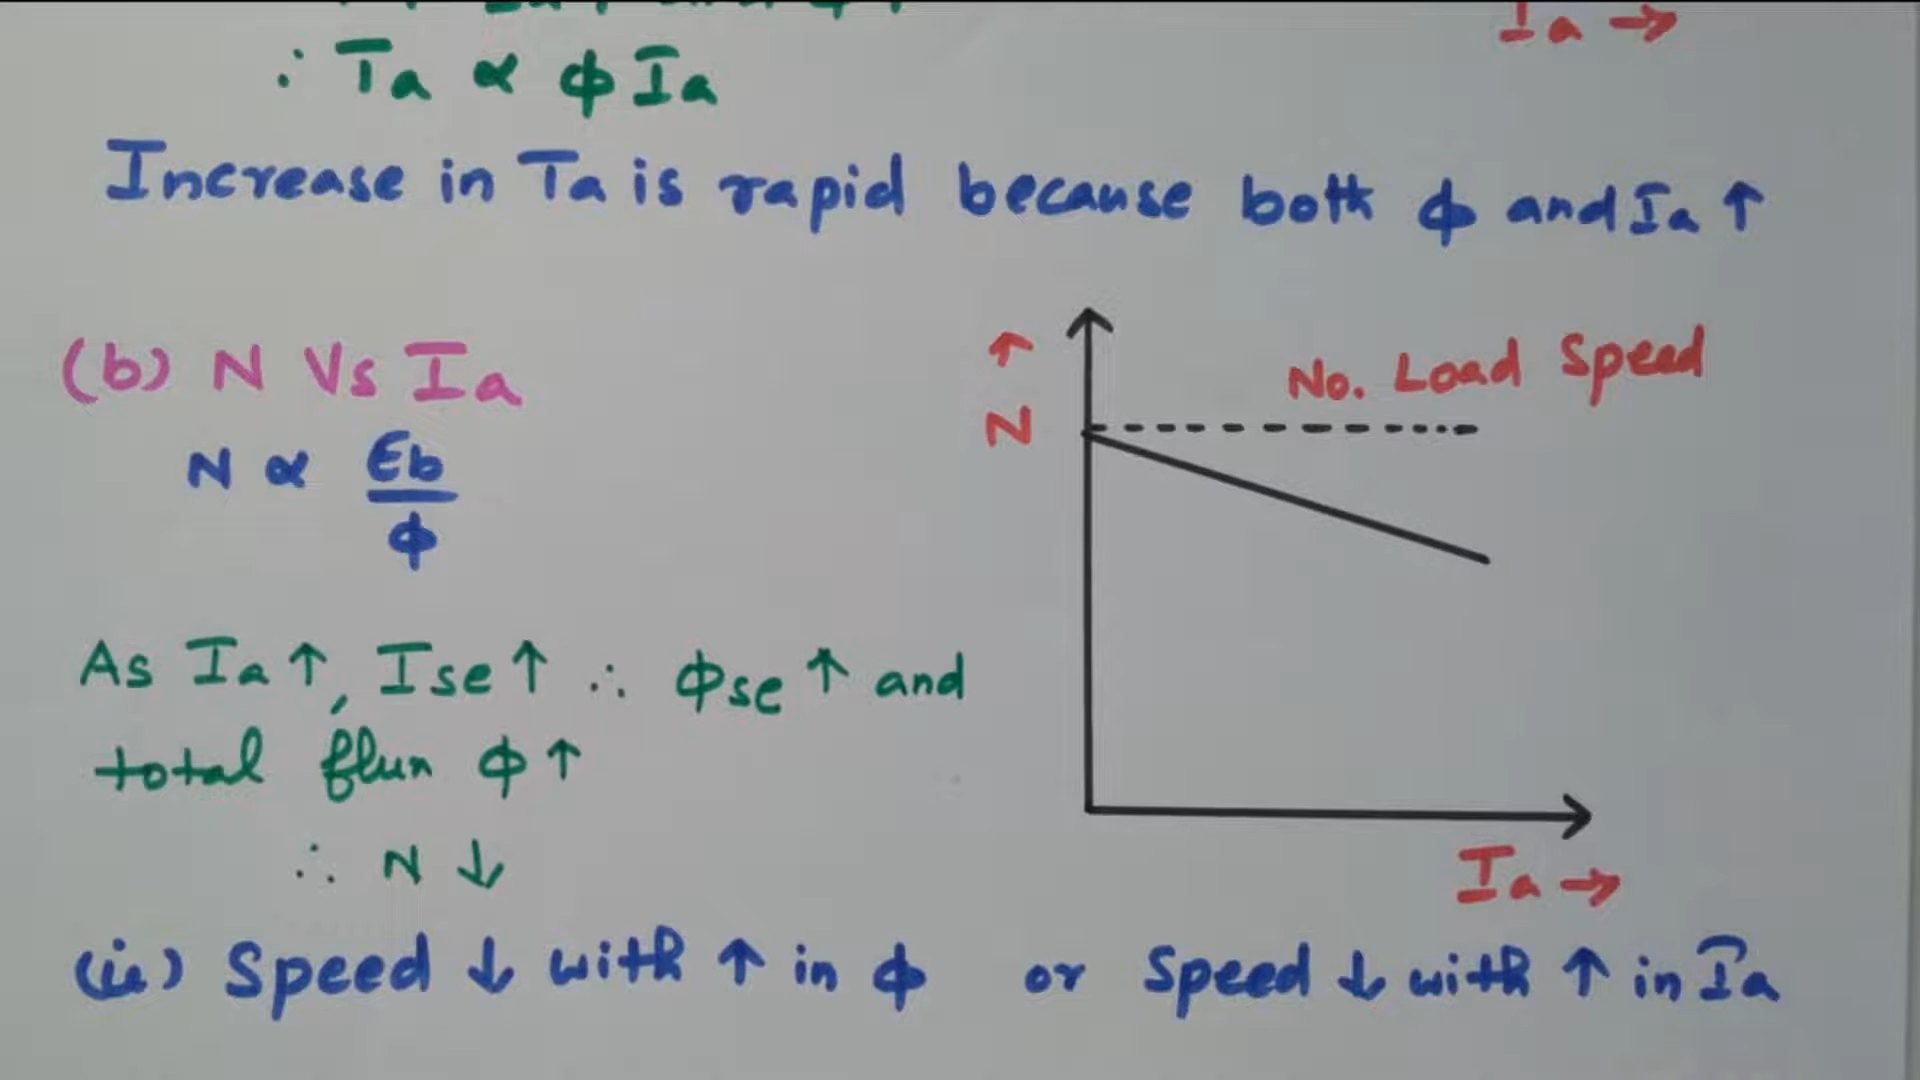 Ia →
∴ Ta ∝ ϕ Ia
Increase in Ta is rapid because both ϕ and Ia ↑
(b) N Vs Ia
N ∝ Eb/ϕ
N ↑
No. Load Speed
As Ia ↑, Ise ↑ ∴ ϕse ↑ and
total flux ϕ ↑
∴ N ↓
Ia →
(ie) Speed ↓ with ↑ in ϕ or Speed ↓ with ↑ in Ia